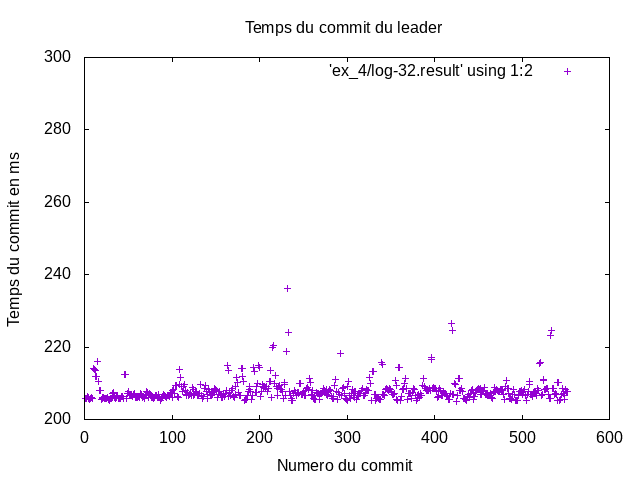 Temps du commit du leader
'ex_4/log-32.result' using 1:2
Temps du commit en ms
300
280
260
240
220
200
0 100 200 300 400 500 600
Numero du commit